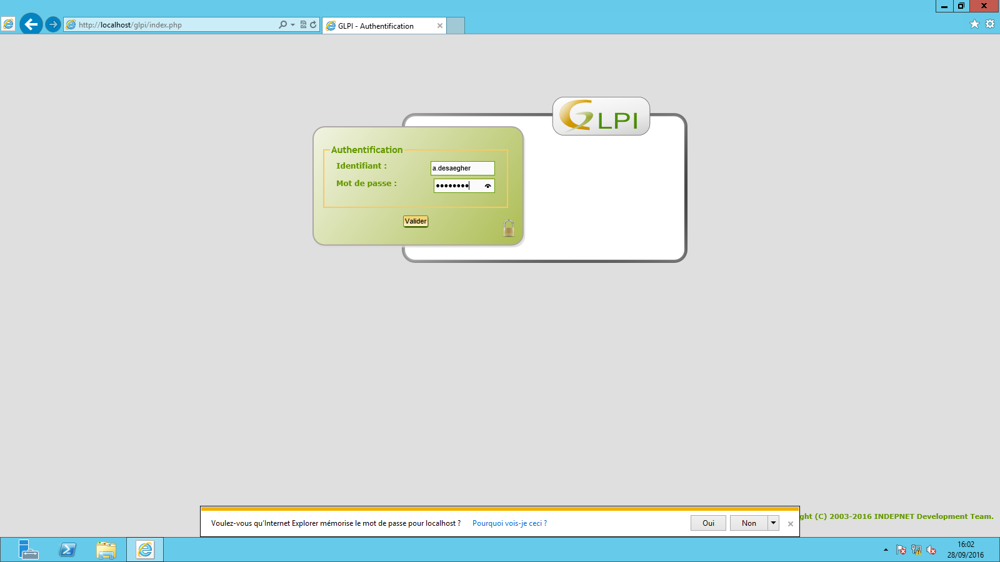 http://localhost/glpi/index.php
GLPI - Authentification
GLPI
Authentification
Identifiant :
a.desaegher
Mot de passe :
Valider
ght (C) 2003-2016 INDEPNET Development Team.
Voulez-vous qu'Internet Explorer mémorise le mot de passe pour localhost ?
Pourquoi vois-je ceci ?
Oui
Non
16:02
28/09/2016